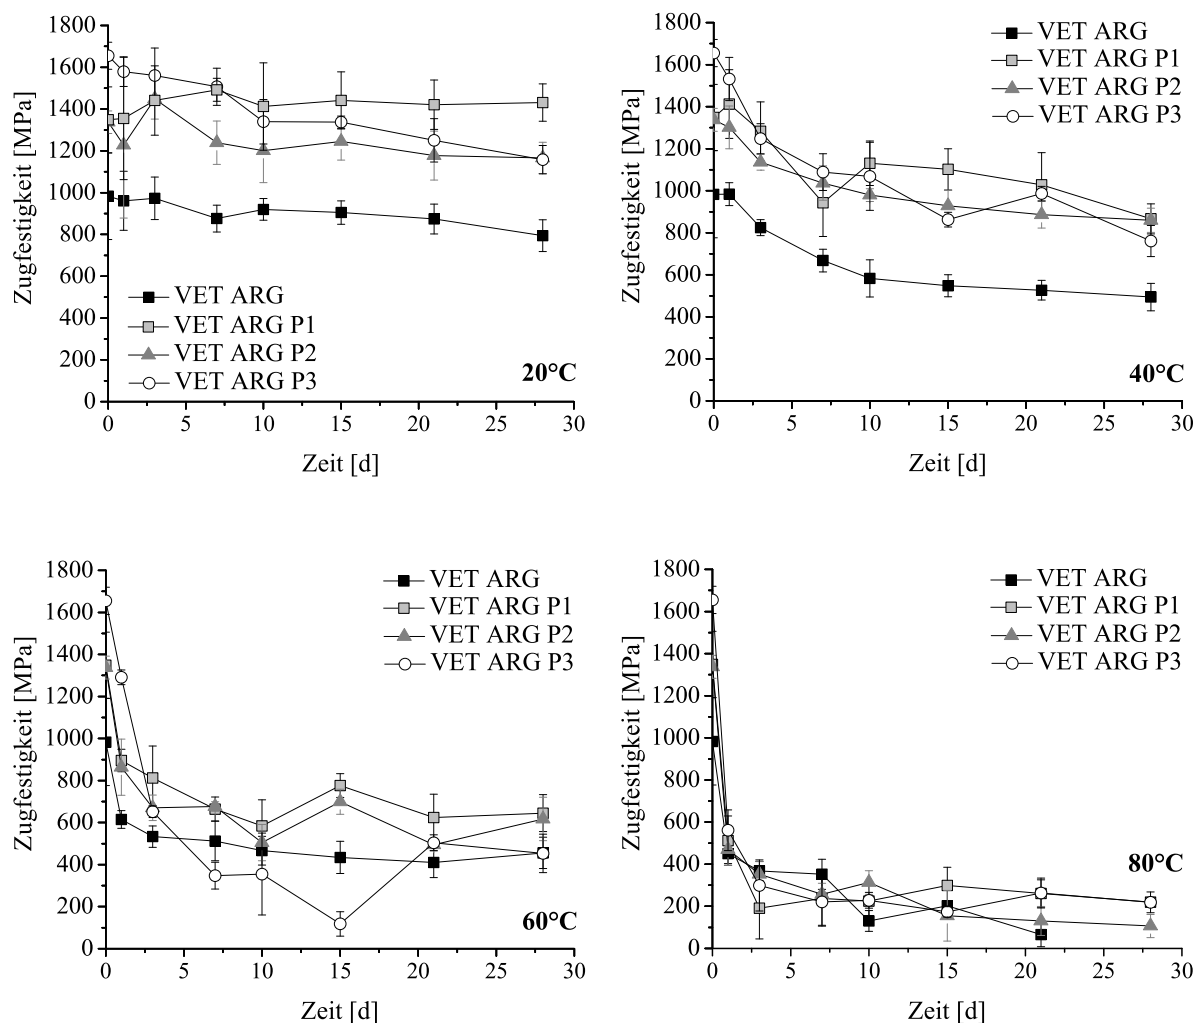 1800
1600
1400
1200
1000
800
600
400
200
0
Zugfestigkeit [MPa]
VET ARG
VET ARG P1
VET ARG P2
VET ARG P3
20°C
0 5 10 15 20 25 30
Zeit [d]
1800
1600
1400
1200
1000
800
600
400
200
0
Zugfestigkeit [MPa]
VET ARG
VET ARG P1
VET ARG P2
VET ARG P3
40°C
0 5 10 15 20 25 30
Zeit [d]
1800
1600
1400
1200
1000
800
600
400
200
0
Zugfestigkeit [MPa]
VET ARG
VET ARG P1
VET ARG P2
VET ARG P3
60°C
0 5 10 15 20 25 30
Zeit [d]
1800
1600
1400
1200
1000
800
600
400
200
0
Zugfestigkeit [MPa]
VET ARG
VET ARG P1
VET ARG P2
VET ARG P3
80°C
0 5 10 15 20 25 30
Zeit [d]